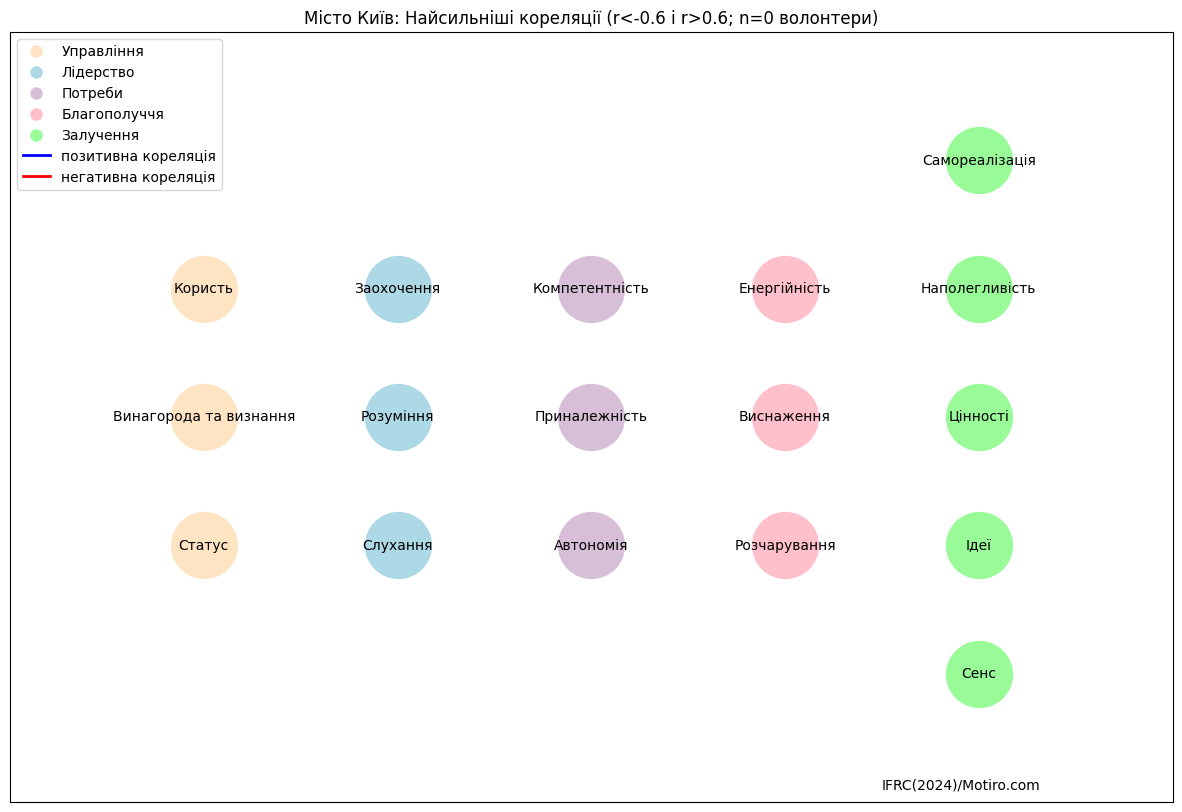 Місто Київ: Найсильніші кореляції (r<-0.6 і r>0.6; n=0 волонтери)
Управління
Лідерство
Потреби
Благополуччя
Залучення
позитивна кореляція
негативна кореляція
Самореалізація
Користь
Заохочення
Компетентність
Енергійність
Наполегливість
Винагорода та визнання
Розуміння
Приналежність
Виснаження
Цінності
Статус
Слухання
Автономія
Розчарування
Ідеї
Сенс
IFRC(2024)/Motiro.com